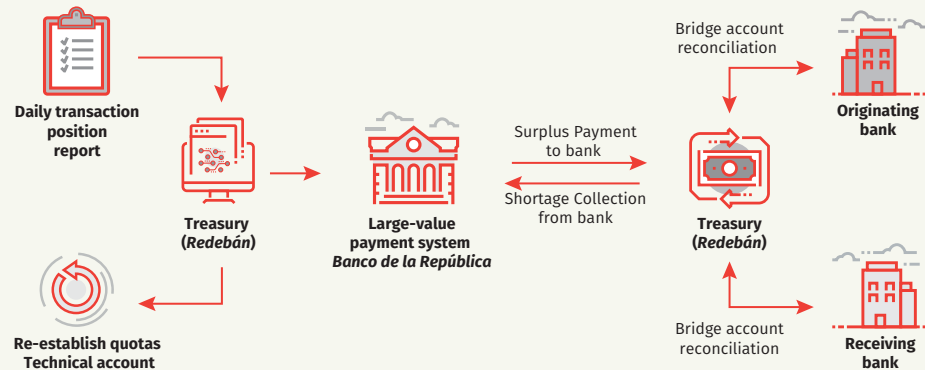 Daily transaction
position
report
Treasury
(Redebán)
Re-establish quotas
Technical account
Large-value
payment system
Banco de la República
Surplus Payment
to bank
Shortage Collection
from bank
Treasury
(Redebán)
Bridge account
reconciliation
Originating
bank
Bridge account
reconciliation
Receiving
bank